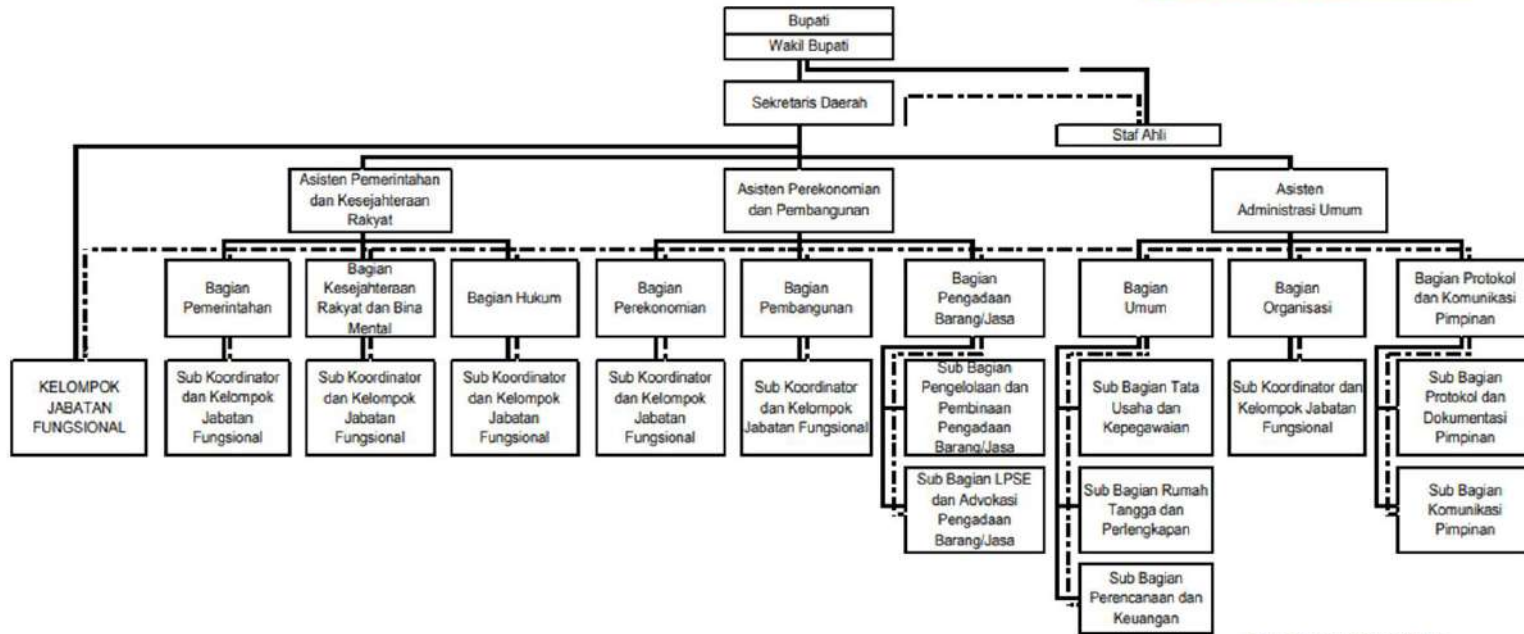 Bupati
Wakil Bupati
Sekretaris Daerah
Staf Ahli
Asisten Pemerintahan
dan Kesejahteraan
Rakyat
Asisten Perekonomian
dan Pembangunan
Asisten
Administrasi Umum
Bagian
Pemerintahan
Bagian
Kesejahteraan
Rakyat dan Bina
Mental
Bagian Hukum
Bagian
Perekonomian
Bagian
Pembangunan
Bagian
Pengadaan
Barang/Jasa
Bagian
Umum
Bagian
Organisasi
Bagian Protokol
dan Komunikasi
Pimpinan
KELOMPOK
JABATAN
FUNGSIONAL
Sub Koordinator
dan Kelompok
Jabatan
Fungsional
Sub Koordinator
dan Kelompok
Jabatan
Fungsional
Sub Koordinator
dan Kelompok
Jabatan
Fungsional
Sub Koordinator
dan Kelompok
Jabatan
Fungsional
Sub Koordinator
dan Kelompok
Jabatan Fungsional
Sub Bagian
Pengelolaan dan
Pembinaan
Pengadaan
Barang/Jasa
Sub Bagian Tata
Usaha dan
Kepegawaian
Sub Koordinator dan
Kelompok Jabatan
Fungsional
Sub Bagian
Protokol dan
Dokumentasi
Pimpinan
Sub Bagian LPSE
dan Advokasi
Pengadaan
Barang/Jasa
Sub Bagian Rumah
Tangga dan
Perlengkapan
Sub Bagian
Komunikasi
Pimpinan
Sub Bagian
Perencanaan dan
Keuangan